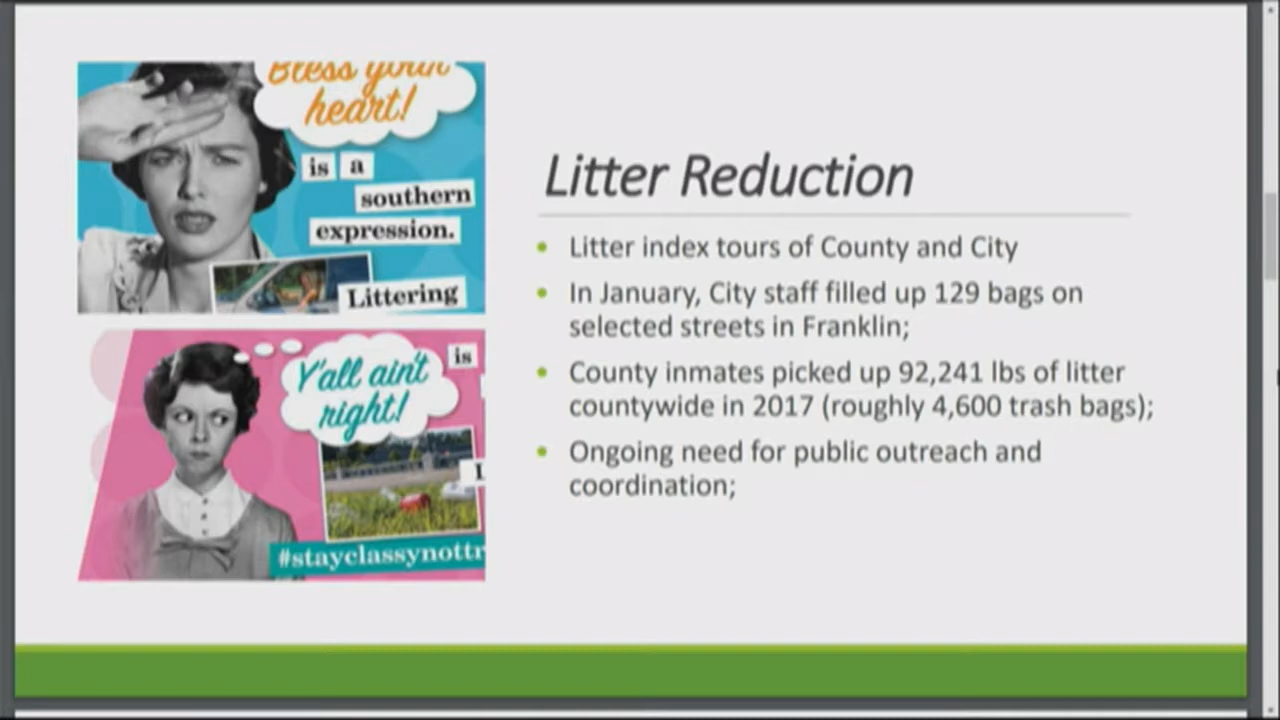 Bless your
heart!
is a
southern
expression.
Littering
Y'all ain't
right!
is
#stayclassynottr
Litter Reduction
• Litter index tours of County and City
• In January, City staff filled up 129 bags on
selected streets in Franklin;
• County inmates picked up 92,241 lbs of litter
countywide in 2017 (roughly 4,600 trash bags);
• Ongoing need for public outreach and
coordination;